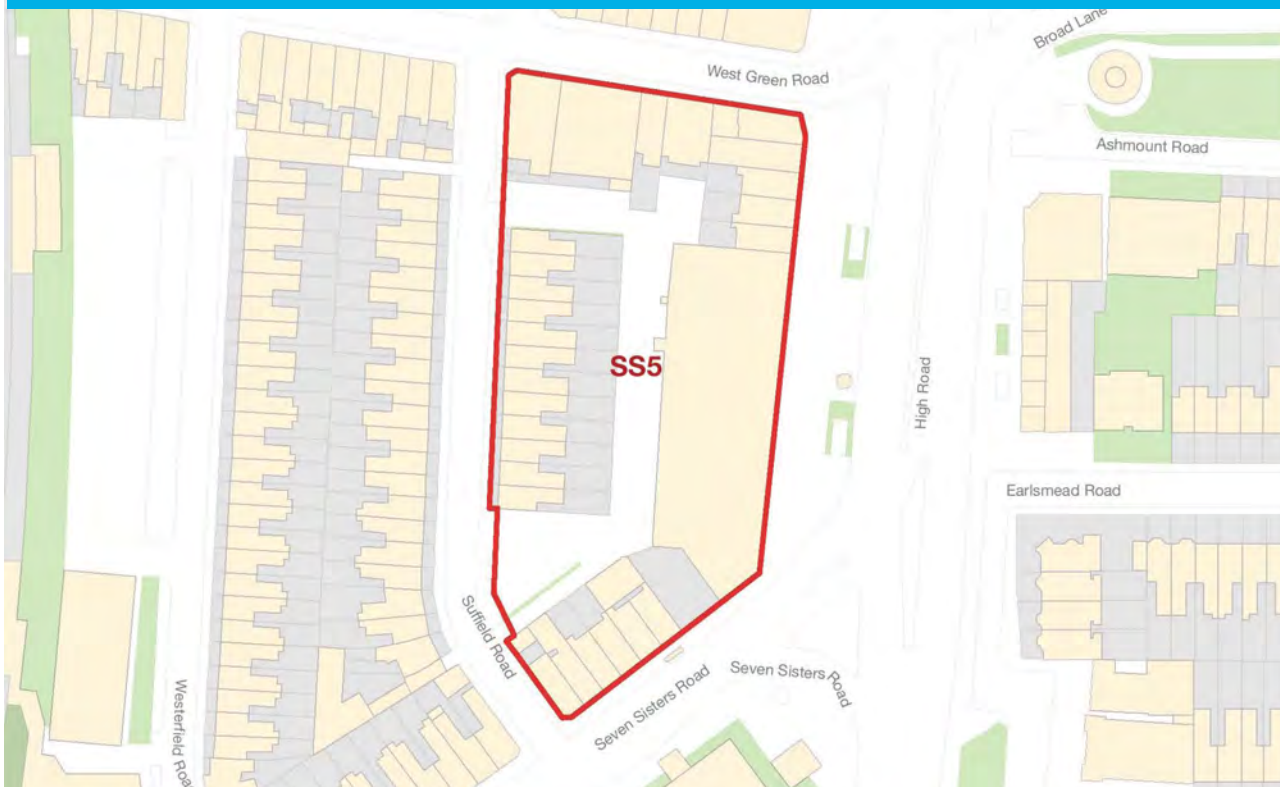 Broad Lane
West Green Road
Ashmount Road
SS5
High Road
Earlsmead Road
Suffield Road
Seven Sisters Road
Seven Sisters Road
Westerfield Road